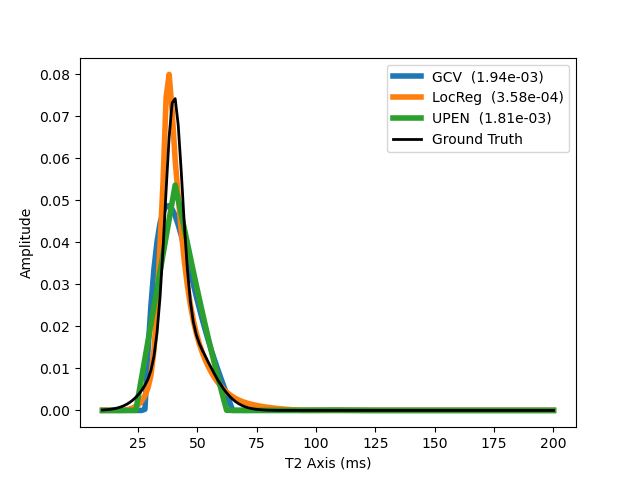 GCV (1.94e-03)
LocReg (3.58e-04)
UPEN (1.81e-03)
Ground Truth
0.08
0.07
0.06
0.05
0.04
0.03
0.02
0.01
0.00
Amplitude
25 50 75 100 125 150 175 200
T2 Axis (ms)